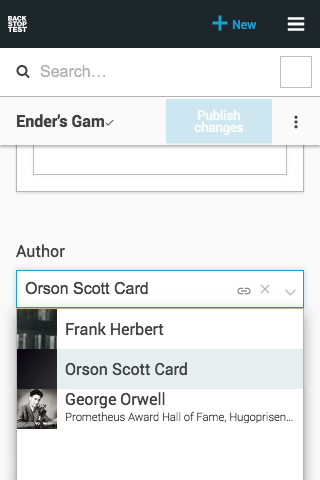 BACK
STOP
TEST
New
Search...
Ender's Gam
Publish
changes
Author
Orson Scott Card
Frank Herbert
Orson Scott Card
George Orwell
Prometheus Award Hall of Fame, Hugoprisen...